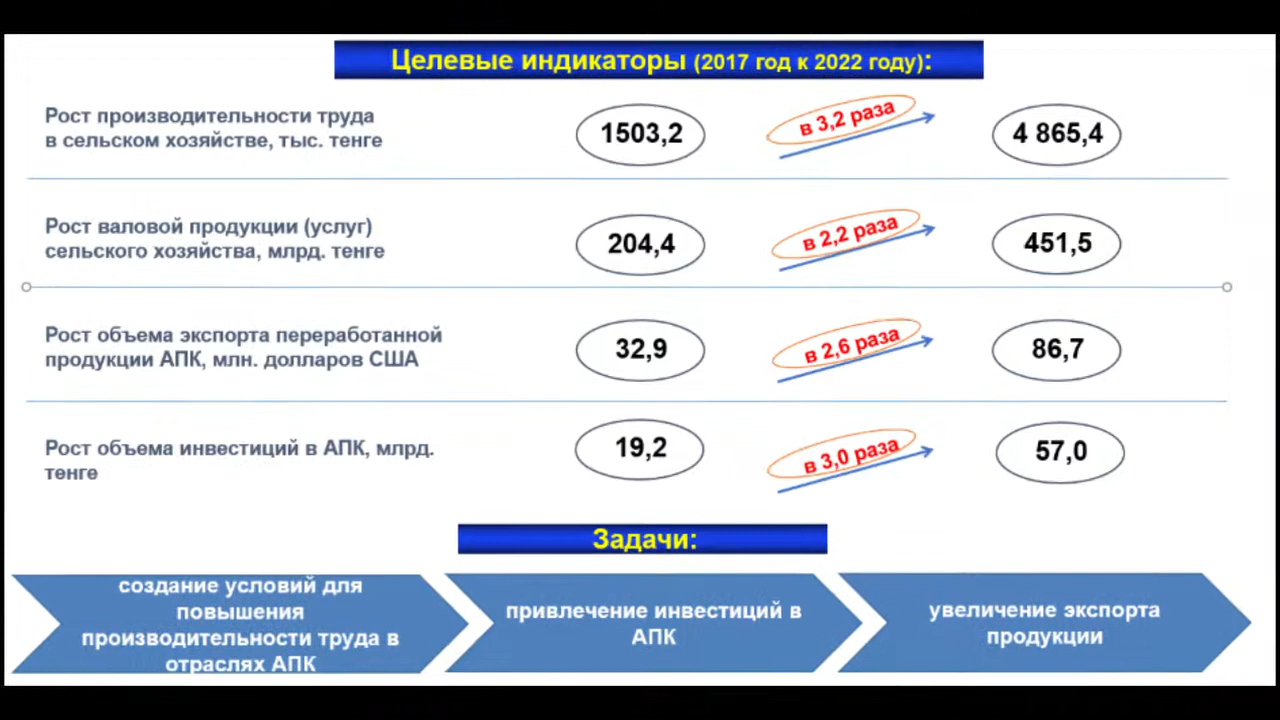 Целевые индикаторы (2017 год к 2022 году):
Рост производительности труда
в сельском хозяйстве, тыс. тенге
1503,2
в 3,2 раза
4 865,4
Рост валовой продукции (услуг)
сельского хозяйства, млрд. тенге
204,4
в 2,2 раза
451,5
Рост объема экспорта переработанной
продукции АПК, млн. долларов США
32,9
в 2,6 раза
86,7
Рост объема инвестиций в АПК, млрд.
тенге
19,2
в 3,0 раза
57,0
Задачи:
создание условий для
повышения
производительности труда в
отраслях АПК
привлечение инвестиций в
АПК
увеличение экспорта
продукции